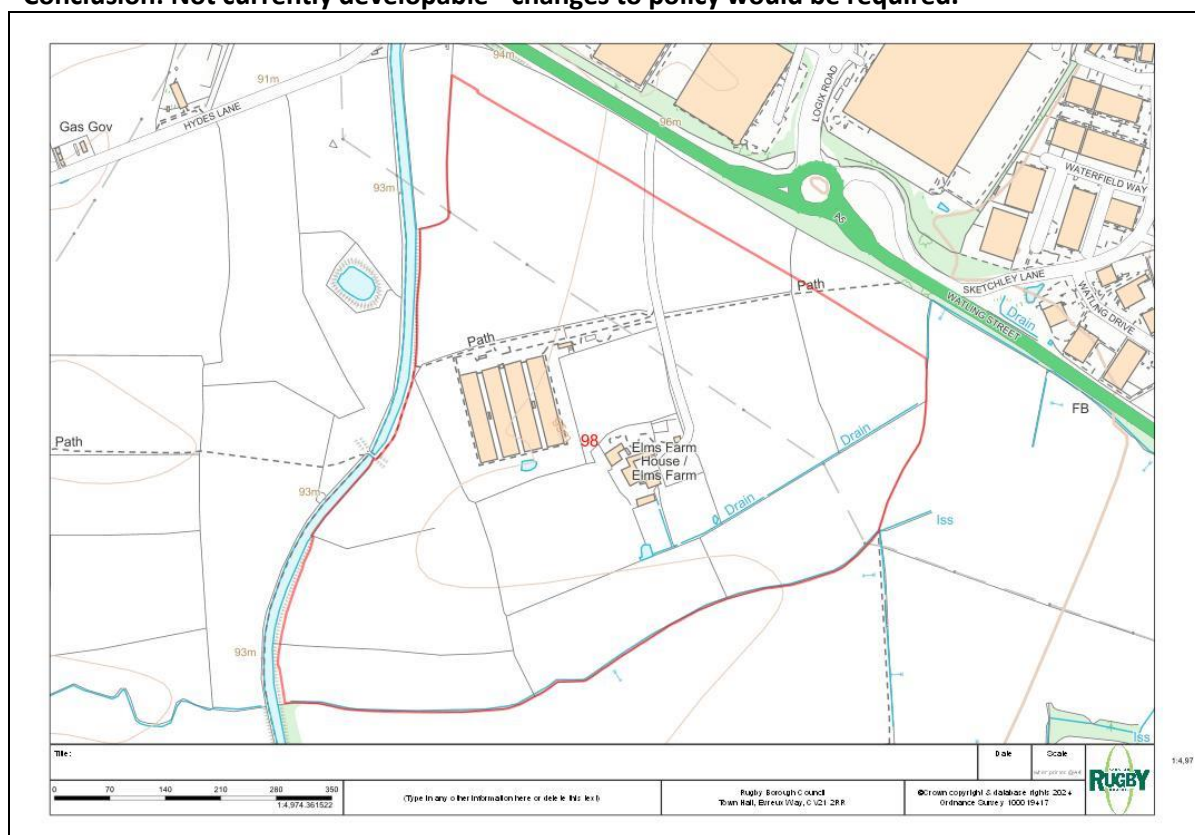 Conclusion: Not currently developable - changes to policy would be required.
94m
91m
HYDES LANE
Gas Gov
LOGIX ROAD
96m
WATERFIELD WAY
93m
A5
SKETCHLEY LANE
WATLING STREET
WATLING DRIVE
Drain
Path
Path
FB
Path
98
Elms Farm
House /
Elms Farm
Drain
93m
Drain
Iss
93m
Iss
Title:
Date
Scale
0 70 140 210 280 350
1:4,974.361522
(Type in any other information here or delete this text)
Rugby Borough Council
Town Hall, Evreux Way, CV21 2RR
©Crown copyright & database rights 2024
Ordnance Survey 100019417
RUGBY
1:4,97